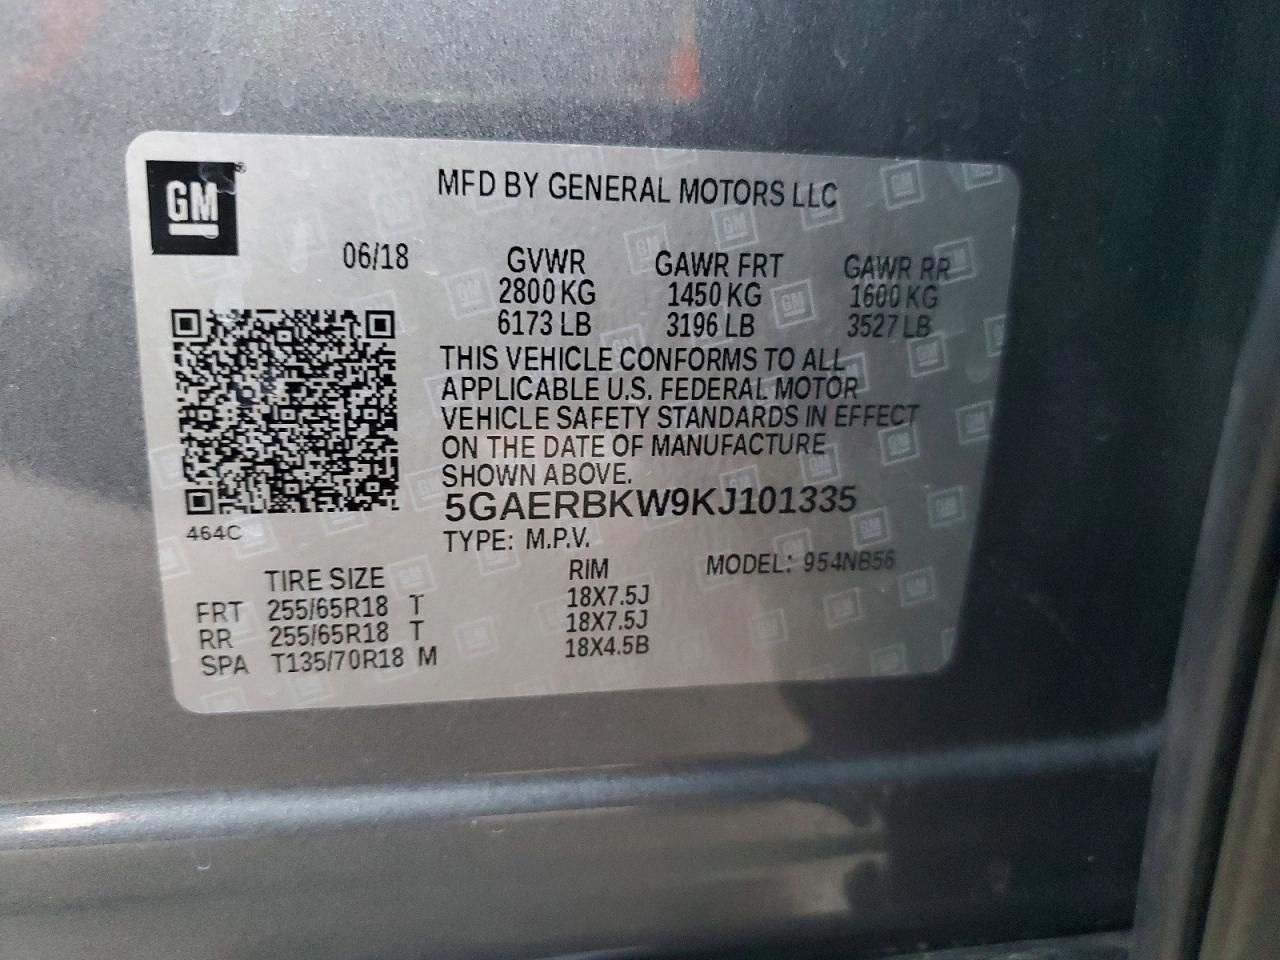 GM
MFD BY GENERAL MOTORS LLC
06/18 GVWR GAWR FRT GAWR RR
2800 KG 1450 KG 1600 KG
6173 LB 3196 LB 3527 LB
THIS VEHICLE CONFORMS TO ALL
APPLICABLE U.S. FEDERAL MOTOR
VEHICLE SAFETY STANDARDS IN EFFECT
ON THE DATE OF MANUFACTURE
SHOWN ABOVE.
5GAERBKW9KJ101335
464C
TYPE: M.P.V.
MODEL: 954NB56
TIRE SIZE RIM
FRT 255/65R18 T 18X7.5J
RR 255/65R18 T 18X7.5J
SPA T135/70R18 M 18X4.5B